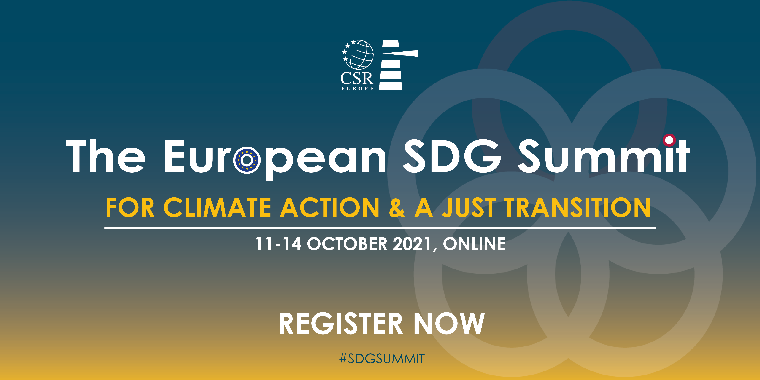 CSR
EUROPE
The European SDG Summit
FOR CLIMATE ACTION & A JUST TRANSITION
11-14 OCTOBER 2021, ONLINE
REGISTER NOW
#SDGSUMMIT